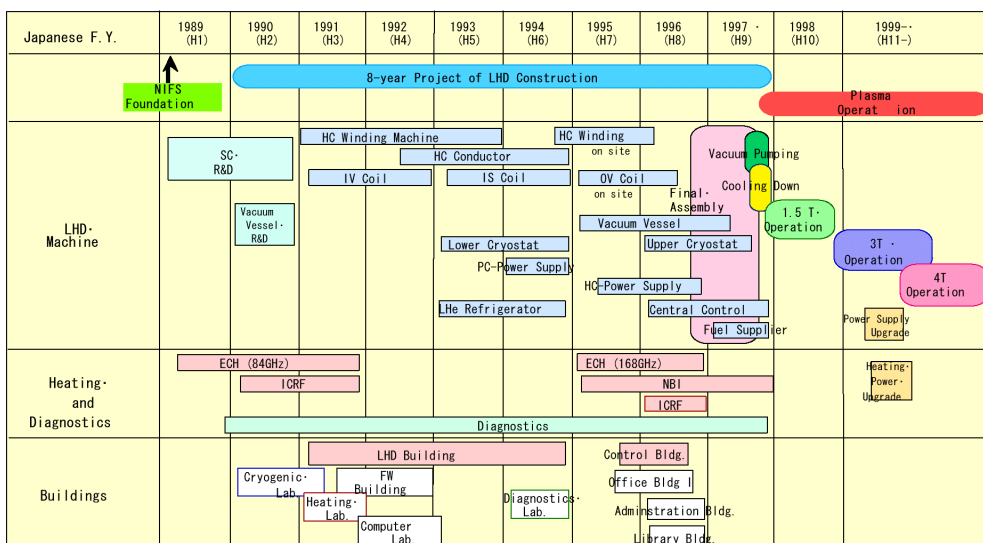 Japanese F.Y.
1989
(H1)
1990
(H2)
1991
(H3)
1992
(H4)
1993
(H5)
1994
(H6)
1995
(H7)
1996
(H8)
1997 ·
(H9)
1998
(H10)
1999-·
(H11-)
NIFS
Foundation
8-year Project of LHD Construction
Plasma
Operat ion
LHD·
Machine
SC·
R&D
HC Winding Machine
HC Winding
on site
HC Conductor
IV Coil
IS Coil
OV Coil
on site
Vacuum Pumping
Cooling Down
Final·
Assembly
Vacuum
Vessel·
R&D
Vacuum Vessel
1.5 T·
Operation
Lower Cryostat
Upper Cryostat
3T ·
Operation
PC-Power Supply
HC-Power Supply
4T
Operation
LHe Refrigerator
Central Control
Fuel Supplier
Power Supply
Upgrade
Heating·
and
Diagnostics
ECH (84GHz)
ECH (168GHz)
ICRF
NBI
ICRF
Heating·
Power·
Upgrade
Diagnostics
Buildings
LHD Building
Control Bldg.
Cryogenic·
Lab.
FW
Building
Office Bldg I
Heating·
Lab.
Diagnostics·
Lab.
Adminstration Bldg.
Computer
Lab.
Library Bldg.